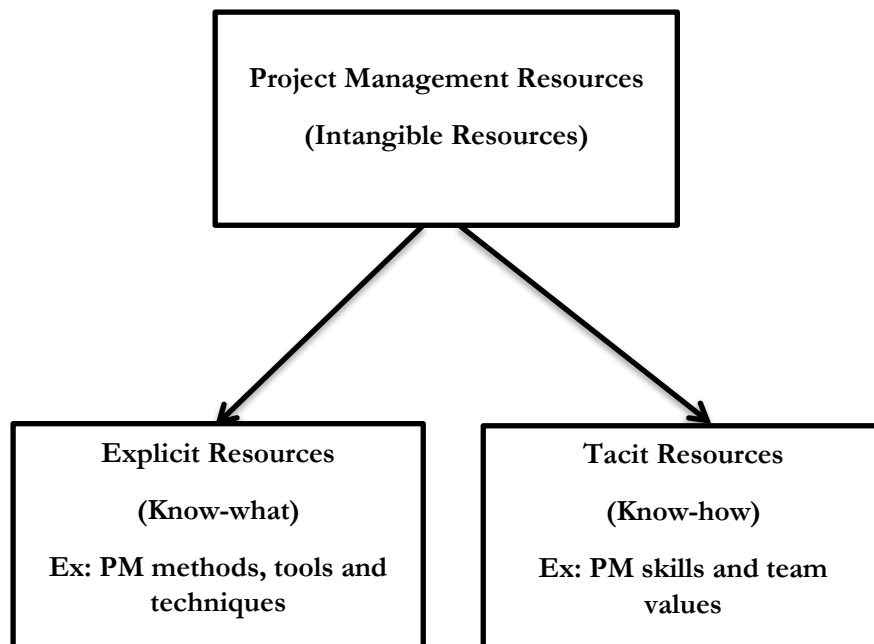 Project Management Resources
(Intangible Resources)
Explicit Resources
(Know-what)
Ex: PM methods, tools and
techniques
Tacit Resources
(Know-how)
Ex: PM skills and team
values